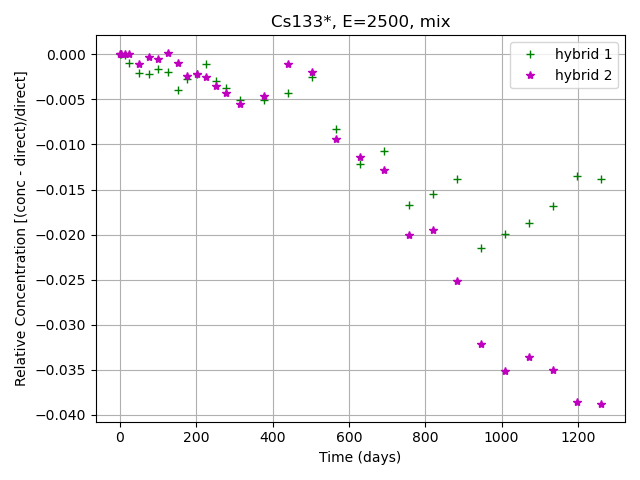 Cs133*, E=2500, mix
Relative Concentration [(conc - direct)/direct]
0.000
−0.005
−0.010
−0.015
−0.020
−0.025
−0.030
−0.035
−0.040
hybrid 1
hybrid 2
0 200 400 600 800 1000 1200
Time (days)